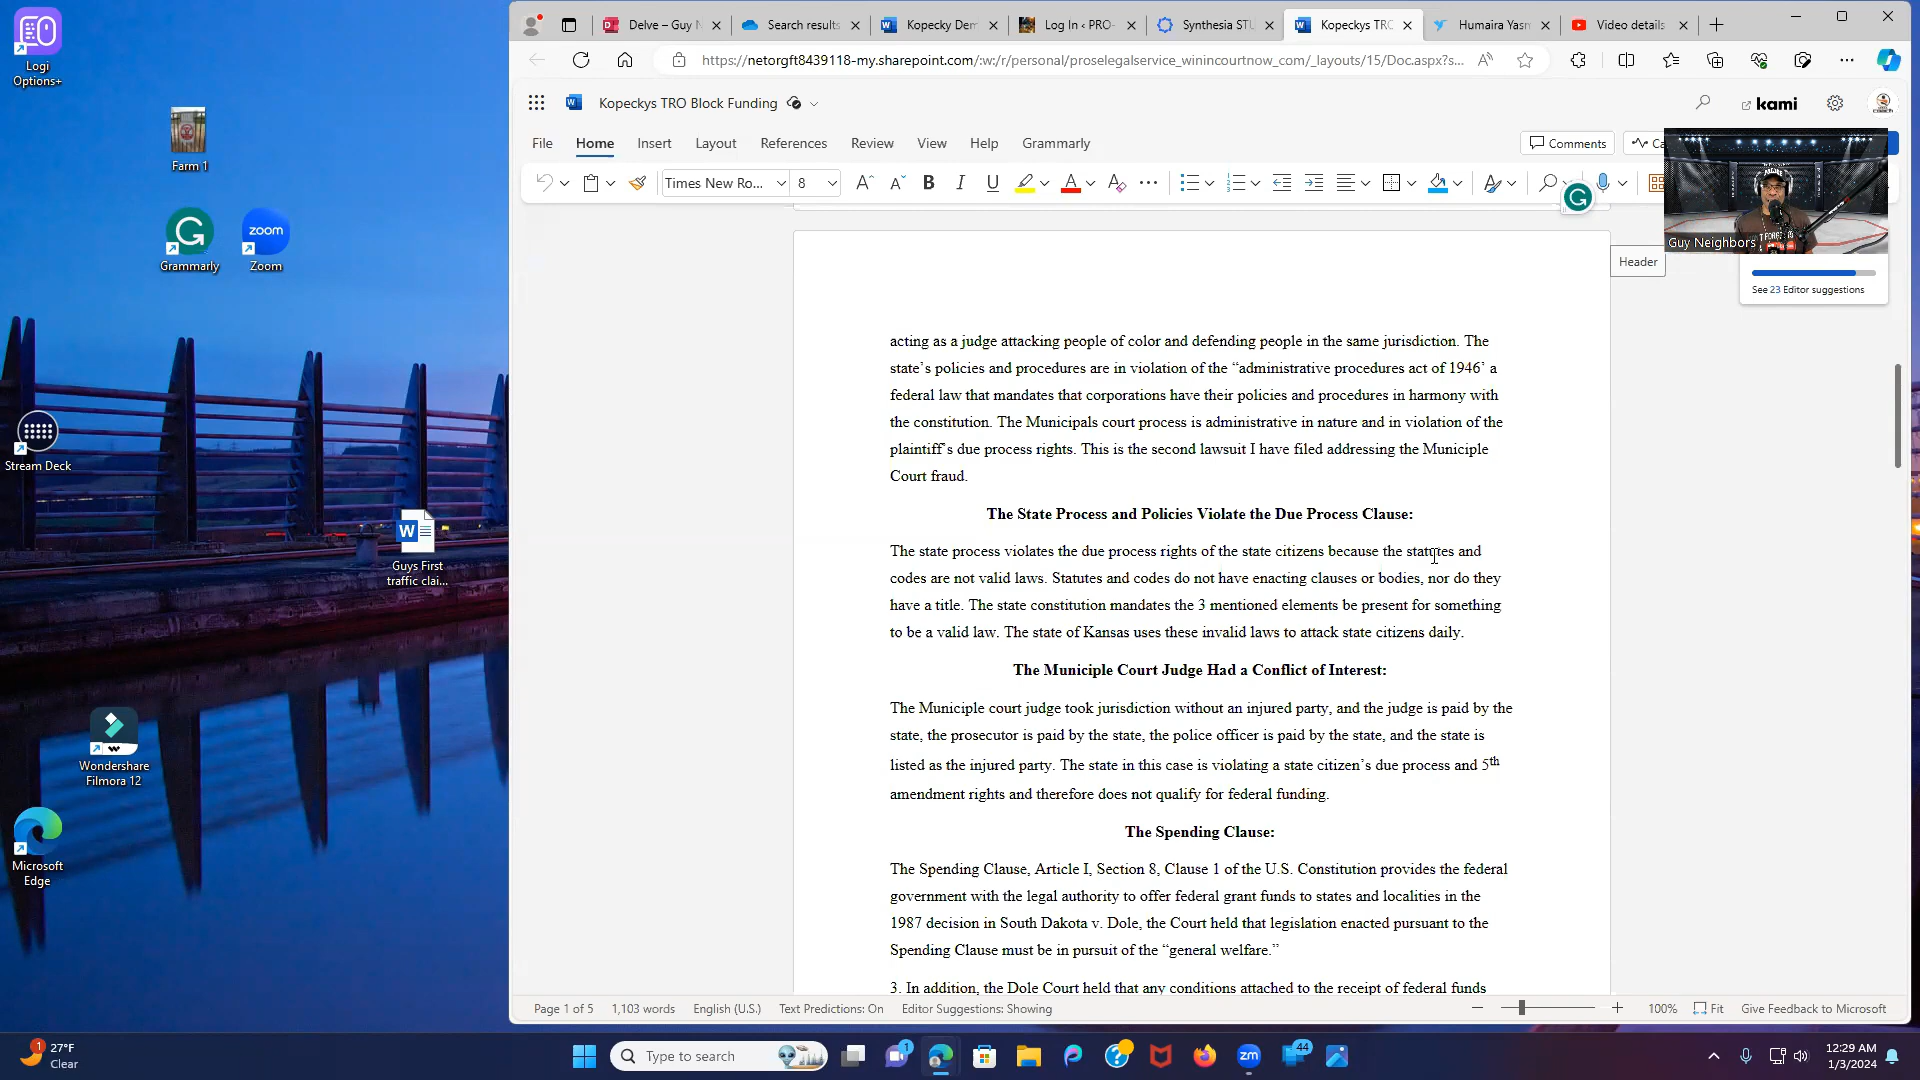 Logi
Options+
Farm 1
Grammarly
zoom
Zoom
Stream Deck
Guys First
traffic clai...
Wondershare
Filmora 12
Microsoft
Edge
27°F
Clear
Delve – Guy N
Search results
Kopecky Dem
Log In ‹ PRO-
Synthesia STU
Kopeckys TRO
Humaira Yasm
Video details
https://netorgft8439118-my.sharepoint.com/:w:/r/personal/proselegalservice_winincourtnow_com/_layouts/15/Doc.aspx?s...
Kopeckys TRO Block Funding
kami
File Home Insert Layout References Review View Help Grammarly
Comments
Ca
Times New Ro... 8
Guy Neighbors
Header
See 23 Editor suggestions
acting as a judge attacking people of color and defending people in the same jurisdiction. The
state’s policies and procedures are in violation of the “administrative procedures act of 1946’ a
federal law that mandates that corporations have their policies and procedures in harmony with
the constitution. The Municipals court process is administrative in nature and in violation of the
plaintiff’s due process rights. This is the second lawsuit I have filed addressing the Municiple
Court fraud.
The State Process and Policies Violate the Due Process Clause:
The state process violates the due process rights of the state citizens because the statutes and
codes are not valid laws. Statutes and codes do not have enacting clauses or bodies, nor do they
have a title. The state constitution mandates the 3 mentioned elements be present for something
to be a valid law. The state of Kansas uses these invalid laws to attack state citizens daily.
The Municiple Court Judge Had a Conflict of Interest:
The Municiple court judge took jurisdiction without an injured party, and the judge is paid by the
state, the prosecutor is paid by the state, the police officer is paid by the state, and the state is
listed as the injured party. The state in this case is violating a state citizen’s due process and 5th
amendment rights and therefore does not qualify for federal funding.
The Spending Clause:
The Spending Clause, Article I, Section 8, Clause 1 of the U.S. Constitution provides the federal
government with the legal authority to offer federal grant funds to states and localities in the
1987 decision in South Dakota v. Dole, the Court held that legislation enacted pursuant to the
Spending Clause must be in pursuit of the “general welfare.”
3. In addition, the Dole Court held that any conditions attached to the receipt of federal funds
Page 1 of 5 1,103 words English (U.S.) Text Predictions: On Editor Suggestions: Showing 100% Fit Give Feedback to Microsoft
Type to search
1
zm
44
12:29 AM
1/3/2024